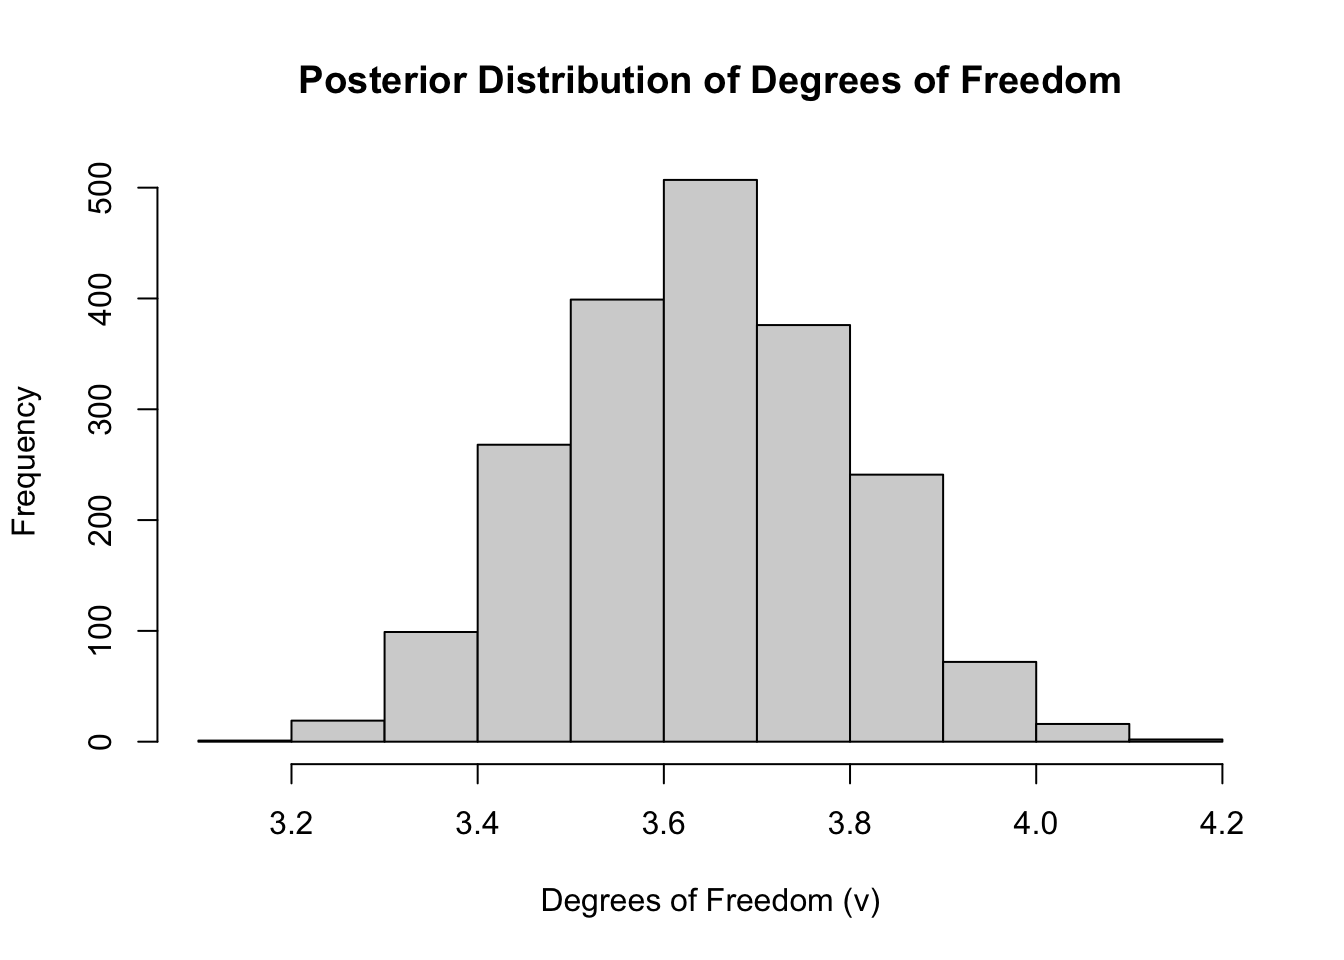 Posterior Distribution of Degrees of Freedom
500
400
300
200
100
0
Frequency
3.2 3.4 3.6 3.8 4.0 4.2
Degrees of Freedom (v)